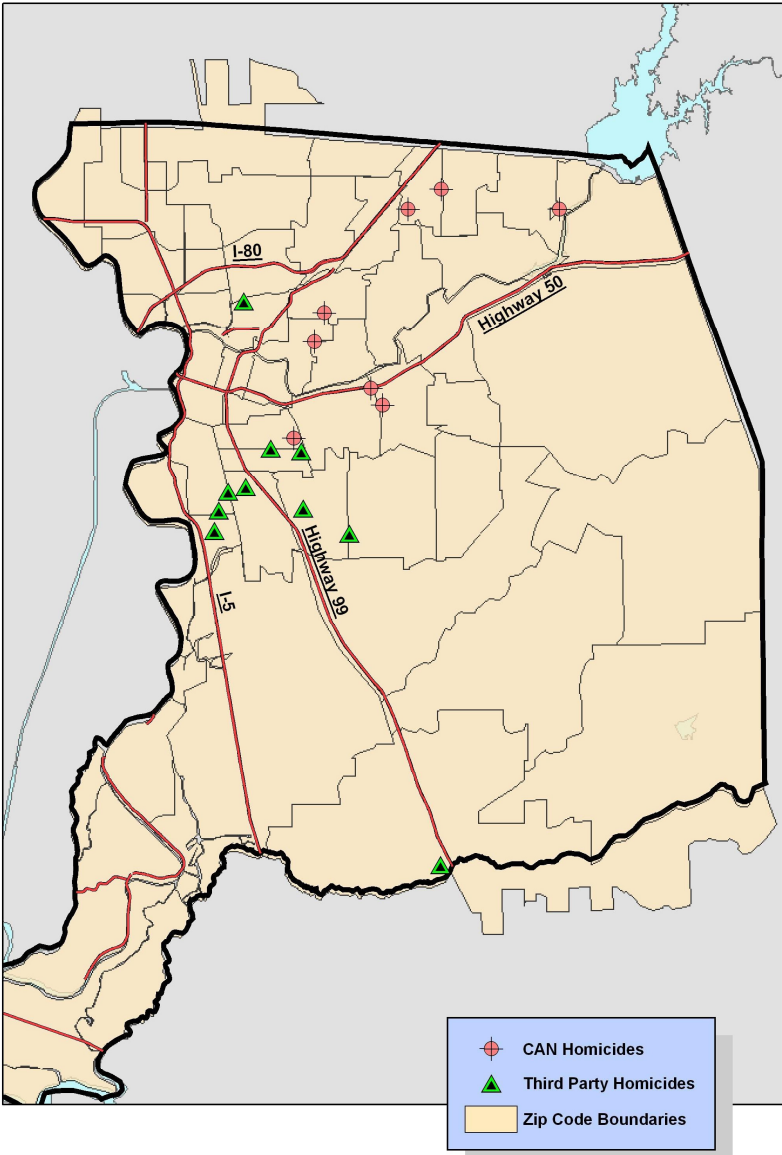 I-80
Highway 50
Highway 99
I-5
CAN Homicides
Third Party Homicides
Zip Code Boundaries